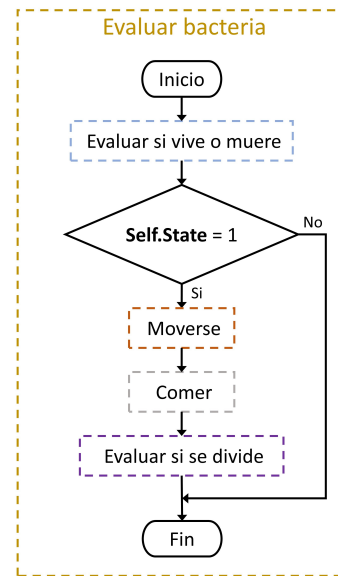 Evaluar bacteria
Inicio
Evaluar si vive o muere
Self.State = 1
No
Si
Moverse
Comer
Evaluar si se divide
Fin